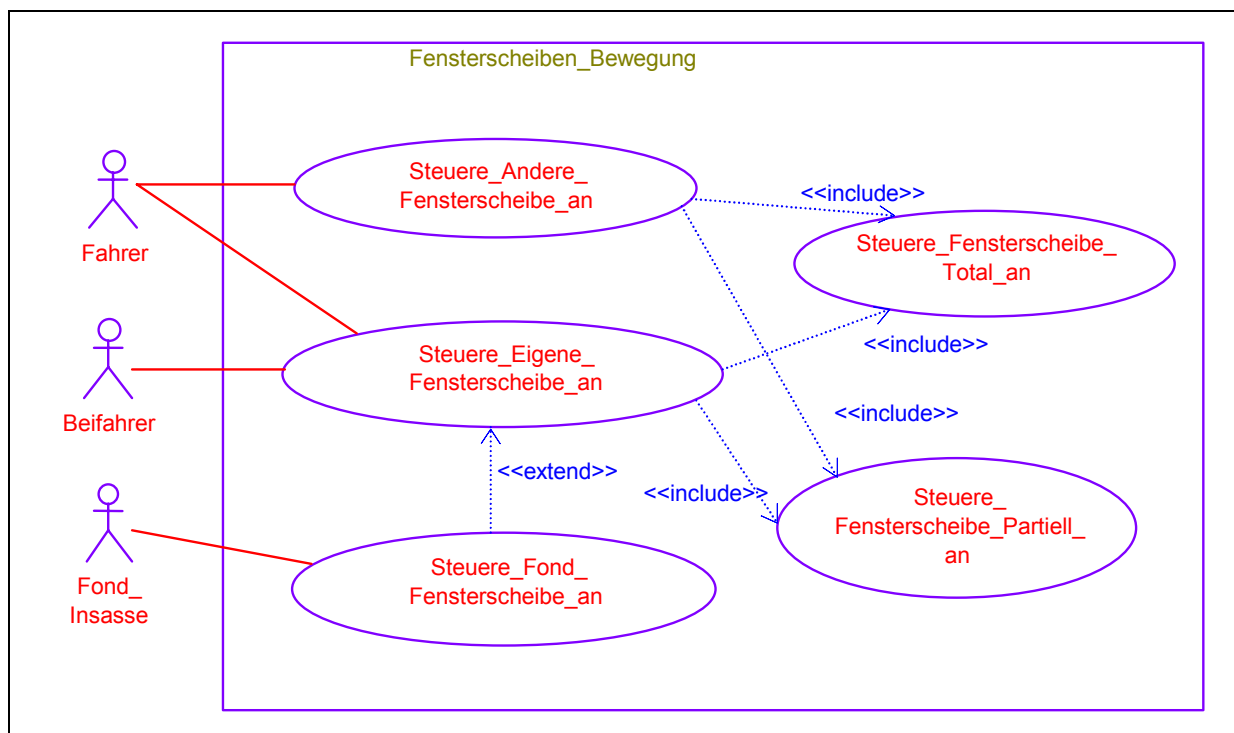 Fensterscheiben_Bewegung
Steuere_Andere_
Fensterscheibe_an
<<include>>
Fahrer
Steuere_Fensterscheibe_
Total_an
Steuere_Eigene_
Fensterscheibe_an
<<include>>
Beifahrer
<<include>>
<<extend>>
<<include>>
Steuere_
Fensterscheibe_Partiell_
an
Steuere_Fond_
Fensterscheibe_an
Fond_
Insasse